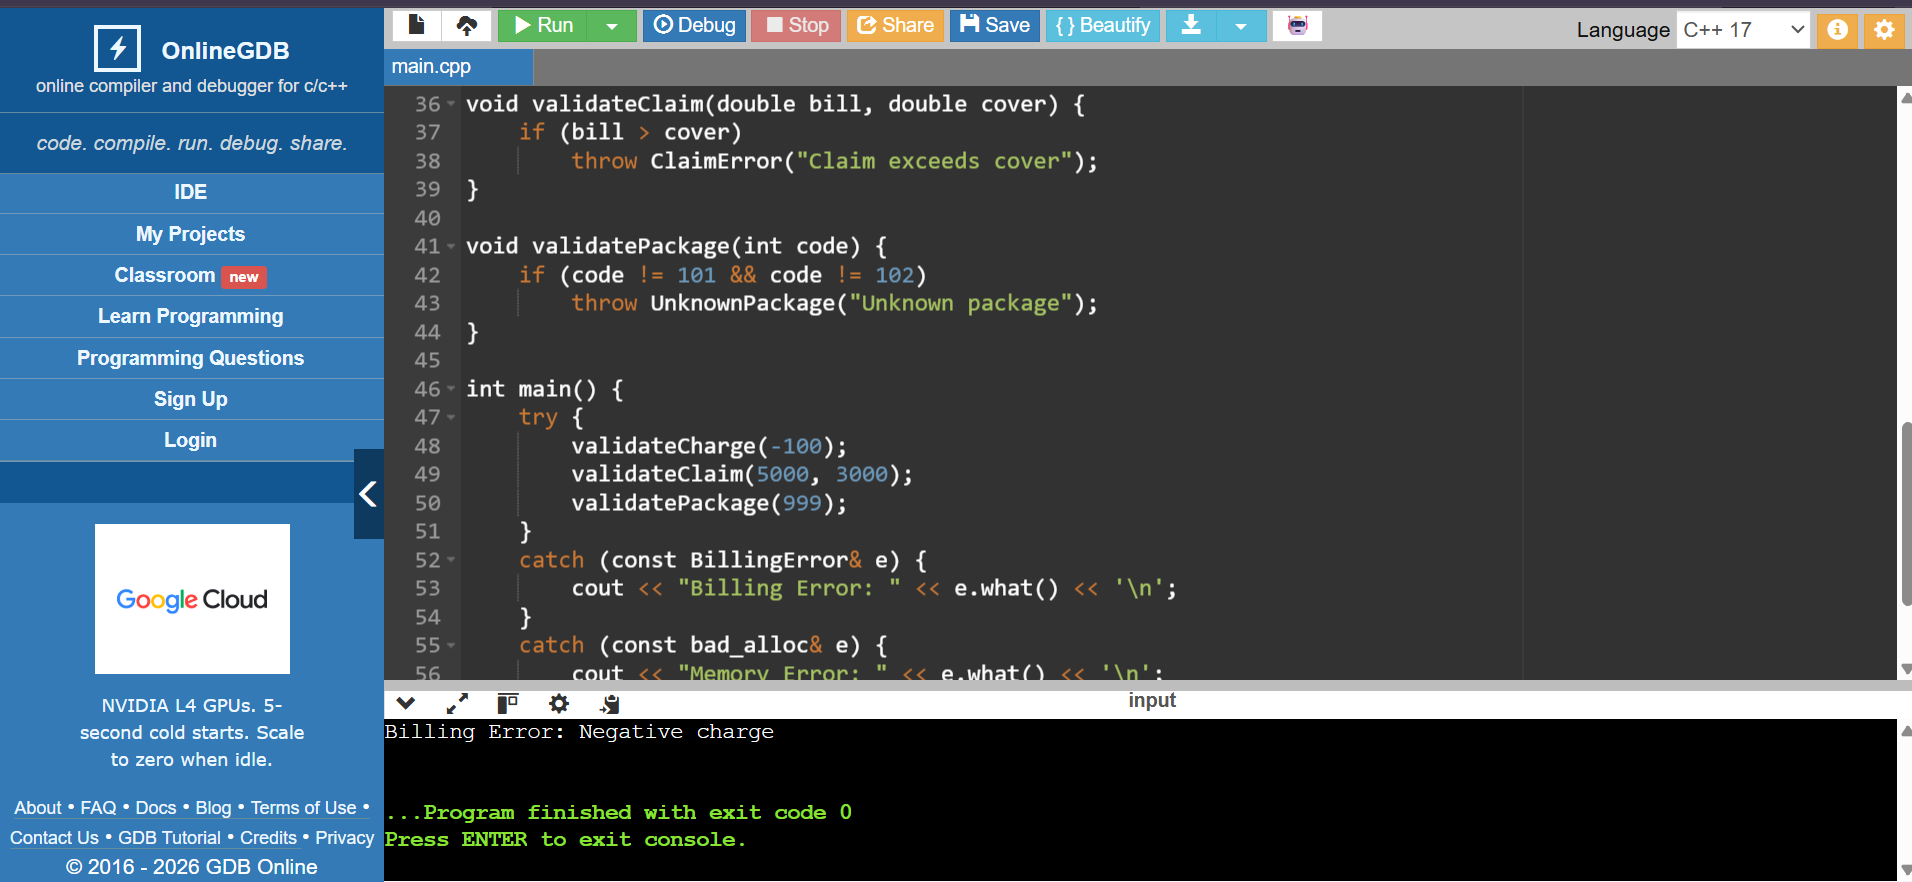 OnlineGDB
online compiler and debugger for c/c++
code. compile. run. debug. share.
IDE
My Projects
Classroom new
Learn Programming
Programming Questions
Sign Up
Login
Google Cloud
NVIDIA L4 GPUs. 5-
second cold starts. Scale
to zero when idle.
About • FAQ • Docs • Blog • Terms of Use •
Contact Us • GDB Tutorial • Credits • Privacy
© 2016 - 2026 GDB Online
Run Debug Stop Share Save { } Beautify Language C++ 17
main.cpp
36 void validateClaim(double bill, double cover) {
37     if (bill > cover)
38         throw ClaimError("Claim exceeds cover");
39 }
40
41 void validatePackage(int code) {
42     if (code != 101 && code != 102)
43         throw UnknownPackage("Unknown package");
44 }
45
46 int main() {
47     try {
48         validateCharge(-100);
49         validateClaim(5000, 3000);
50         validatePackage(999);
51     }
52     catch (const BillingError& e) {
53         cout << "Billing Error: " << e.what() << '\n';
54     }
55     catch (const bad_alloc& e) {
56         cout << "Memory Error: " << e.what() << '\n';
input
Billing Error: Negative charge
...Program finished with exit code 0
Press ENTER to exit console.